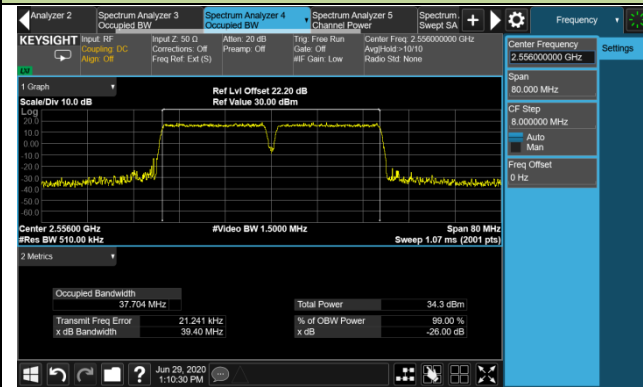 Analyzer 2
Spectrum Analyzer 3
Occupied BW
Spectrum Analyzer 4
Occupied BW
Spectrum Analyzer 5
Channel Power
Spectrum
Swept SA
Frequency
KEYSIGHT
Input: RF
Coupling: DC
Align: Off
Input Z: 50 Ω
Corrections: Off
Freq Ref: Ext (S)
Atten: 20 dB
Preamp: Off
Trig: Free Run
Gate: Off
#IF Gain: Low
Center Freq: 2.556000000 GHz
Avg|Hold:>10/10
Radio Std: None
Center Frequency
2.556000000 GHz
Settings
Span
80.000 MHz
CF Step
8.000000 MHz
Auto
Man
Freq Offset
0 Hz
1 Graph
Scale/Div 10.0 dB
Ref Lvl Offset 22.20 dB
Ref Value 30.00 dBm
Log
20.0
10.0
0.00
-10.0
-20.0
-30.0
-40.0
-50.0
-60.0
Center 2.55600 GHz
#Res BW 510.00 kHz
#Video BW 1.5000 MHz
Span 80 MHz
Sweep 1.07 ms (2001 pts)
2 Metrics
Occupied Bandwidth
37.704 MHz
Total Power 34.3 dBm
Transmit Freq Error 21.241 kHz
% of OBW Power 99.00 %
x dB Bandwidth 39.40 MHz
x dB -26.00 dB
Jun 29, 2020
1:10:30 PM